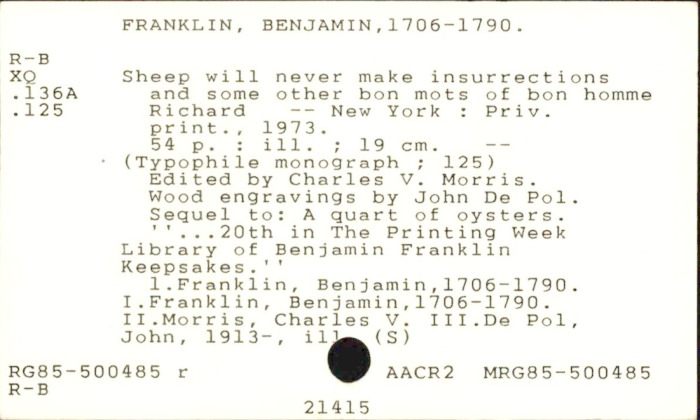 FRANKLIN, BENJAMIN,1706-1790.
R-B
XQ Sheep will never make insurrections
.136A and some other bon mots of bon homme
.125 Richard -- New York : Priv.
print., 1973.
54 p. : ill. ; 19 cm. --
(Typophile monograph ; 125)
Edited by Charles V. Morris.
Wood engravings by John De Pol.
Sequel to: A quart of oysters.
''...20th in The Printing Week
Library of Benjamin Franklin
Keepsakes.''
1.Franklin, Benjamin,1706-1790.
I.Franklin, Benjamin,1706-1790.
II.Morris, Charles V. III.De Pol,
John, 1913-, ill. (S)
RG85-500485 r AACR2 MRG85-500485
R-B
21415